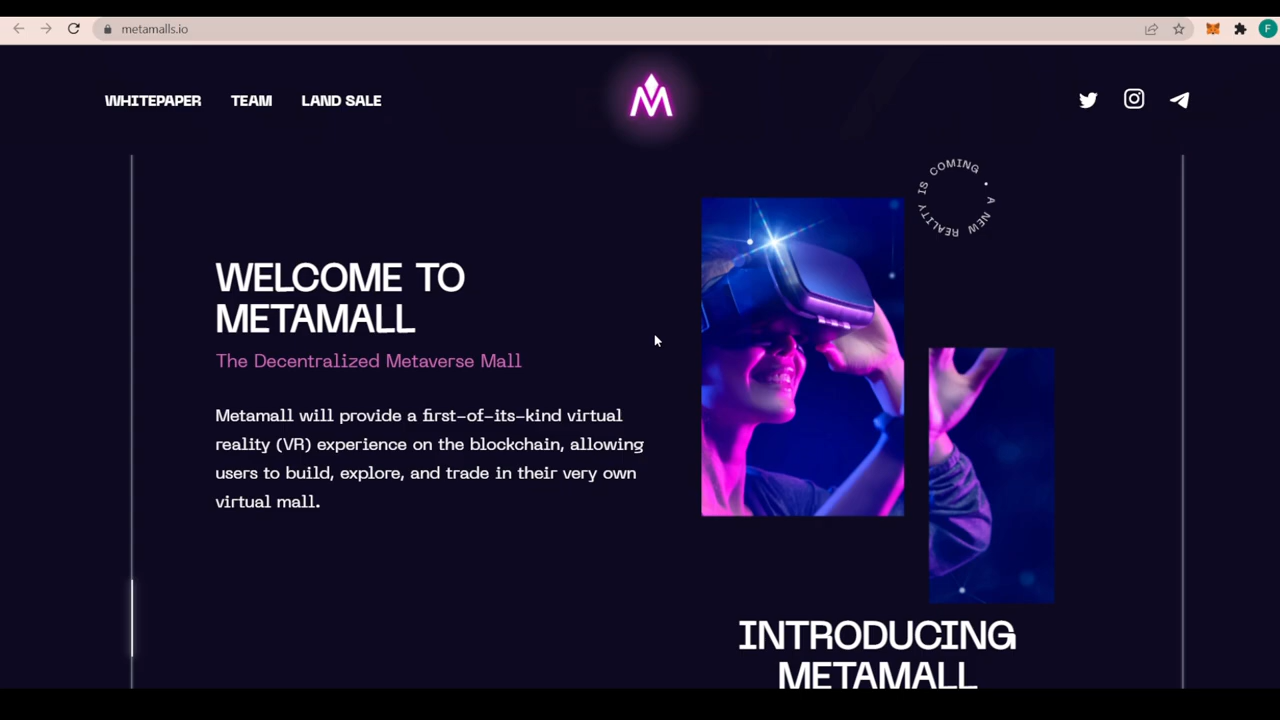 metamalls.io
F
WHITEPAPER TEAM LAND SALE
M
A NEW REALITY IS COMING •
WELCOME TO
METAMALL
The Decentralized Metaverse Mall
Metamall will provide a first-of-its-kind virtual
reality (VR) experience on the blockchain, allowing
users to build, explore, and trade in their very own
virtual mall.
INTRODUCING
METAMALL